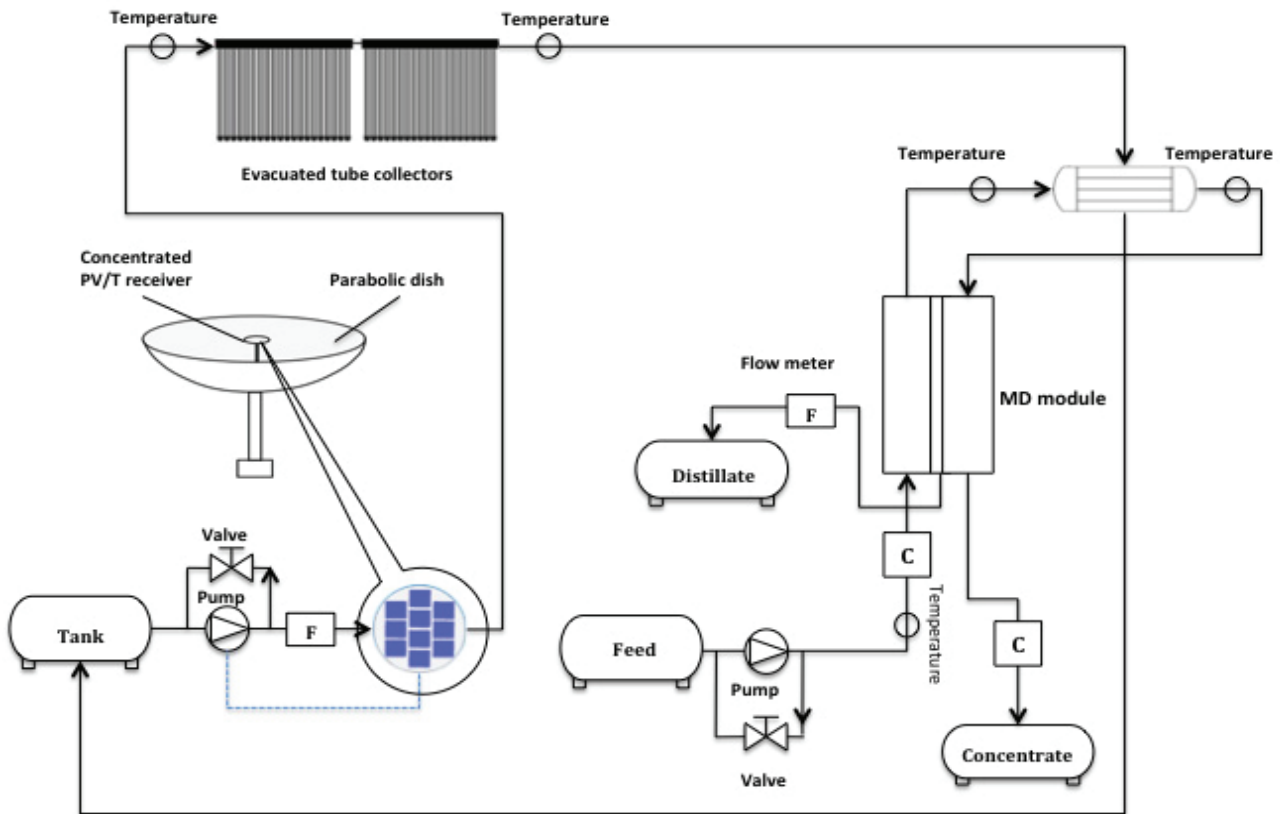 Temperature
Temperature
Evacuated tube collectors
Temperature
Temperature
Concentrated
PV/T receiver
Parabolic dish
Flow meter
F
MD module
Distillate
Valve
Pump
Tank
F
C
Temperature
Feed
Pump
Valve
C
Concentrate